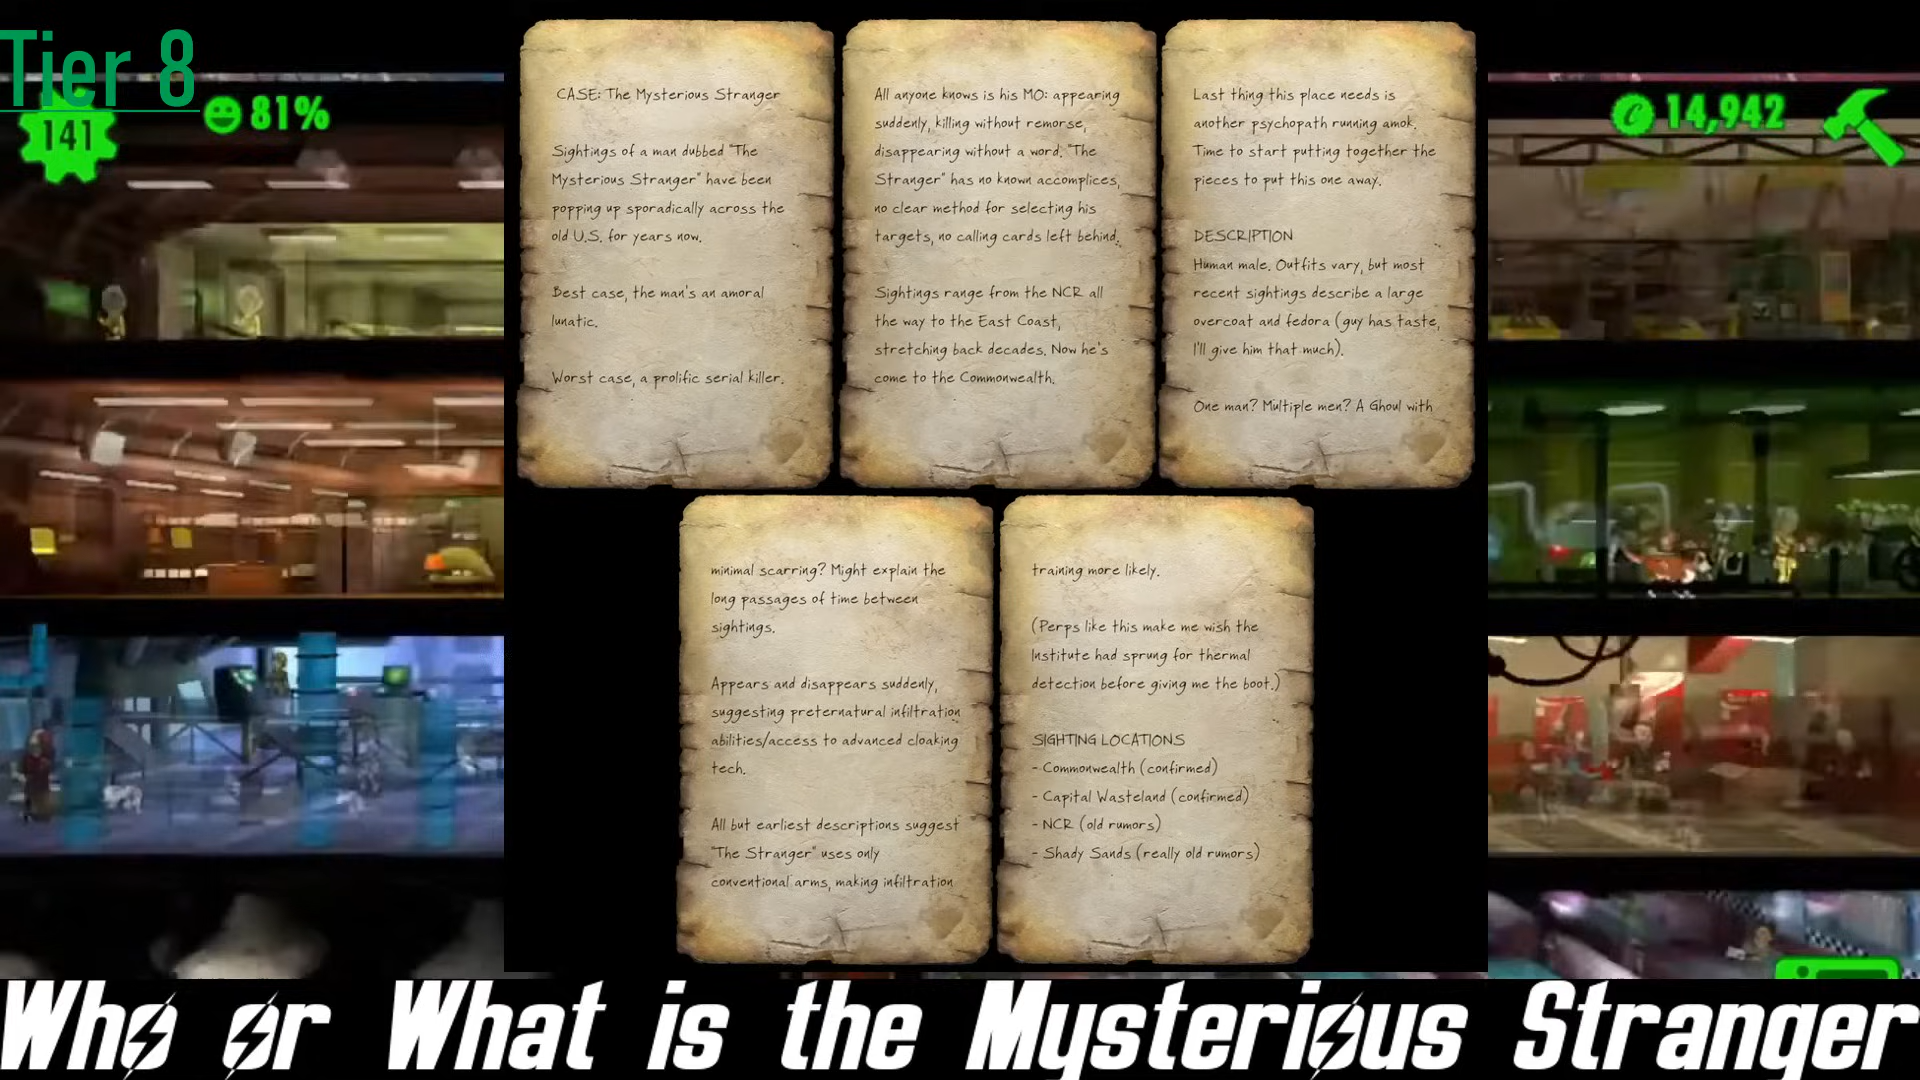 Tier 8
141
81%
14,942
CASE: The Mysterious Stranger
Sightings of a man dubbed "The
Mysterious Stranger" have been
popping up sporadically across the
old U.S. for years now.
Best case, the man's an amoral
lunatic.
Worst case, a prolific serial killer.
All anyone knows is his MO: appearing
suddenly, killing without remorse,
disappearing without a word. "The
Stranger" has no known accomplices,
no clear method for selecting his
targets, no calling cards left behind.
Sightings range from the NCR all
the way to the East Coast,
stretching back decades. Now he's
come to the Commonwealth.
Last thing this place needs is
another psychopath running amok.
Time to start putting together the
pieces to put this one away.
DESCRIPTION
Human male. Outfits vary, but most
recent sightings describe a large
overcoat and fedora (guy has taste,
I'll give him that much).
One man? Multiple men? A Ghoul with
minimal scarring? Might explain the
long passages of time between
sightings.
Appears and disappears suddenly,
suggesting preternatural infiltration
abilities/access to advanced cloaking
tech.
All but earliest descriptions suggest
"The Stranger" uses only
conventional arms, making infiltration
training more likely.
(Perps like this make me wish the
Institute had sprung for thermal
detection before giving me the boot.)
SIGHTING LOCATIONS
- Commonwealth (confirmed)
- Capital Wasteland (confirmed)
- NCR (old rumors)
- Shady Sands (really old rumors)
Who or What is the Mysterious Stranger